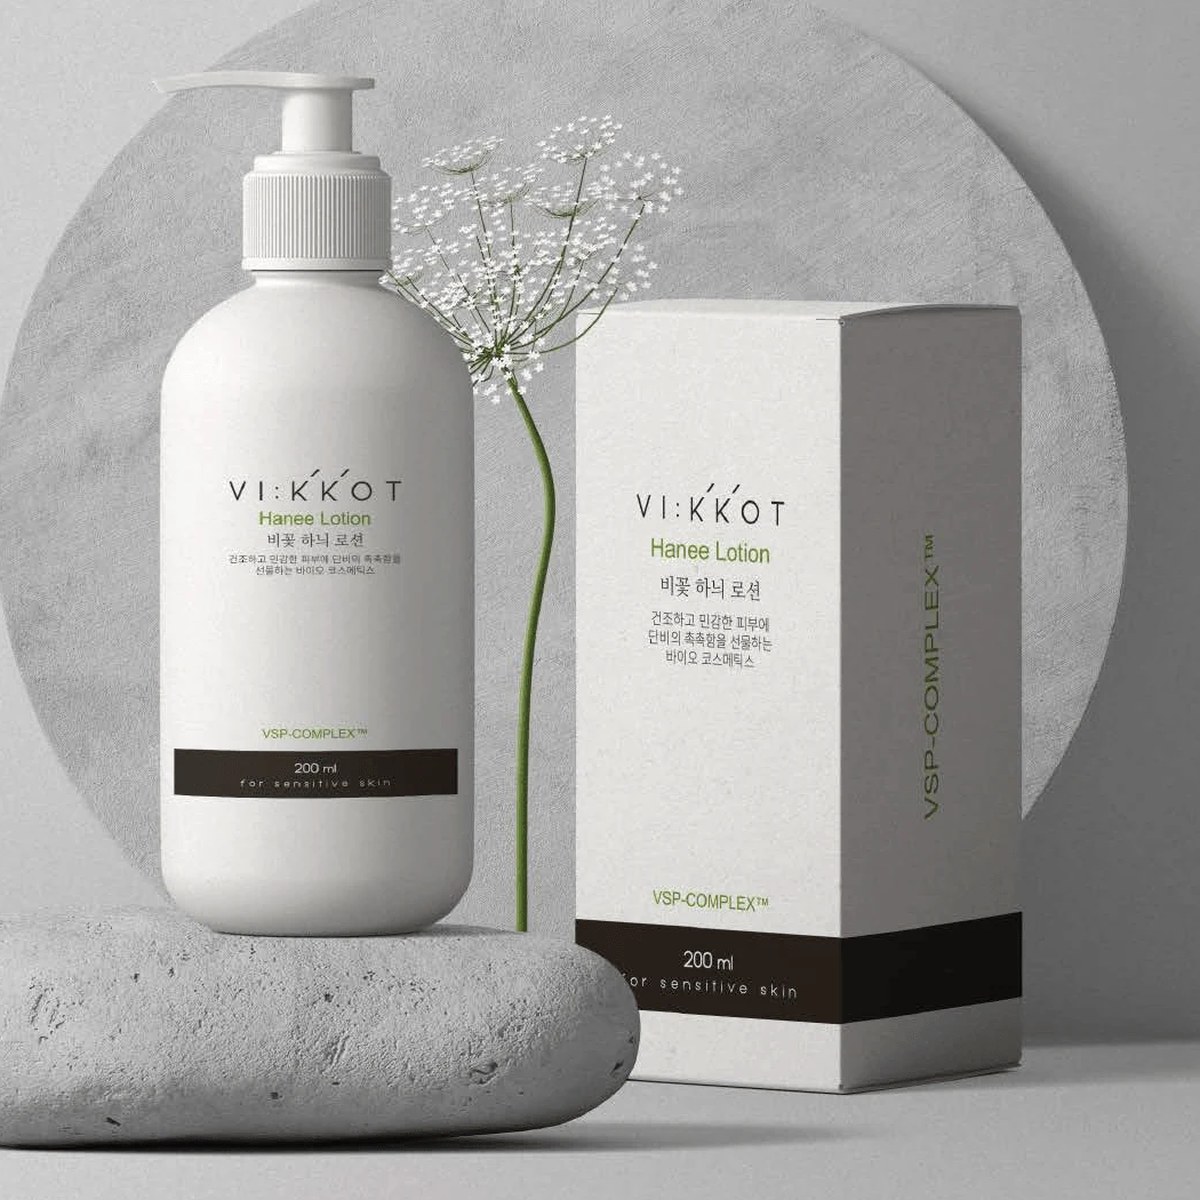 VI:KKOT
Hanee Lotion
비꽃 하늬 로션
건조하고 민감한 피부에 단비의 촉촉함을
선물하는 바이오 코스메틱스
VSP-COMPLEX™
200 ml
for sensitive skin
VI:KKOT
Hanee Lotion
비꽃 하늬 로션
건조하고 민감한 피부에
단비의 촉촉함을 선물하는
바이오 코스메틱스
VSP-COMPLEX™
200 ml
for sensitive skin
VSP-COMPLEX™